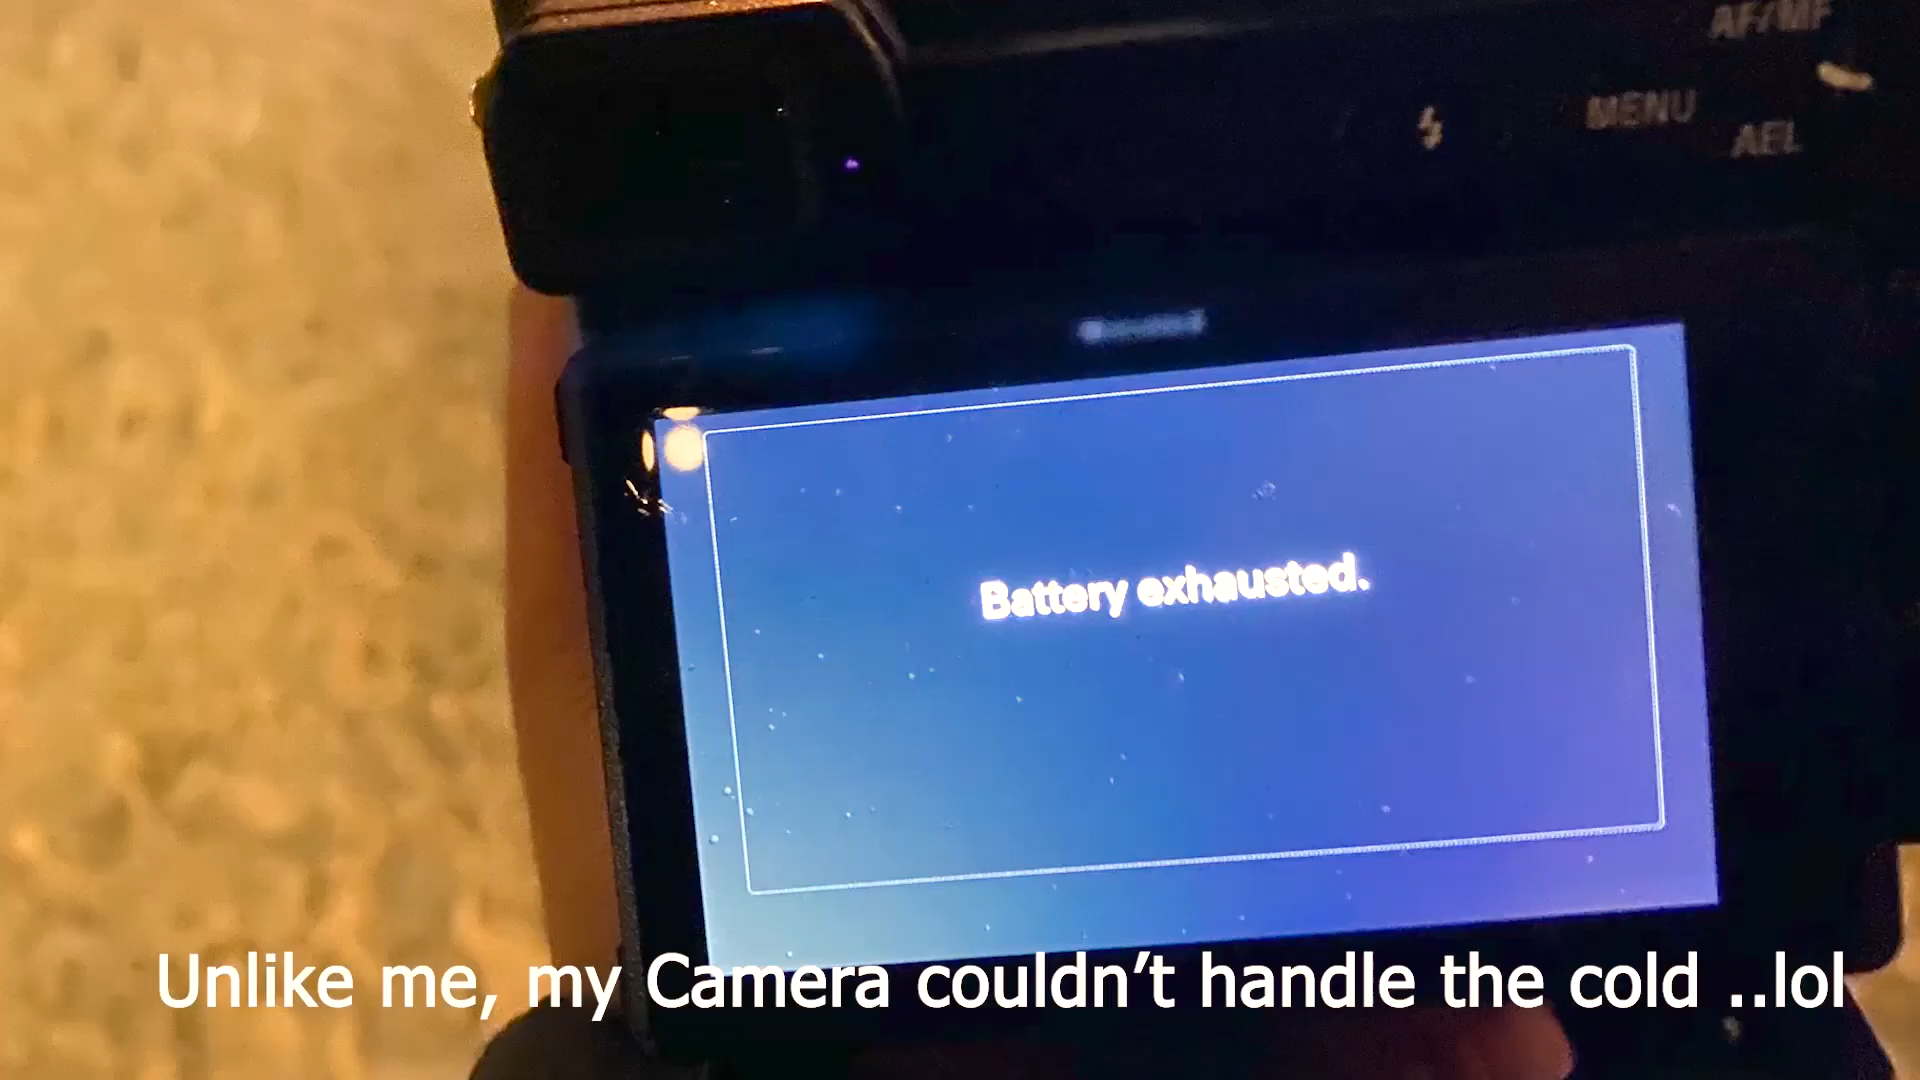 AF/MF
MENU
AEL
Battery exhausted.
Unlike me, my Camera couldn’t handle the cold ..lol